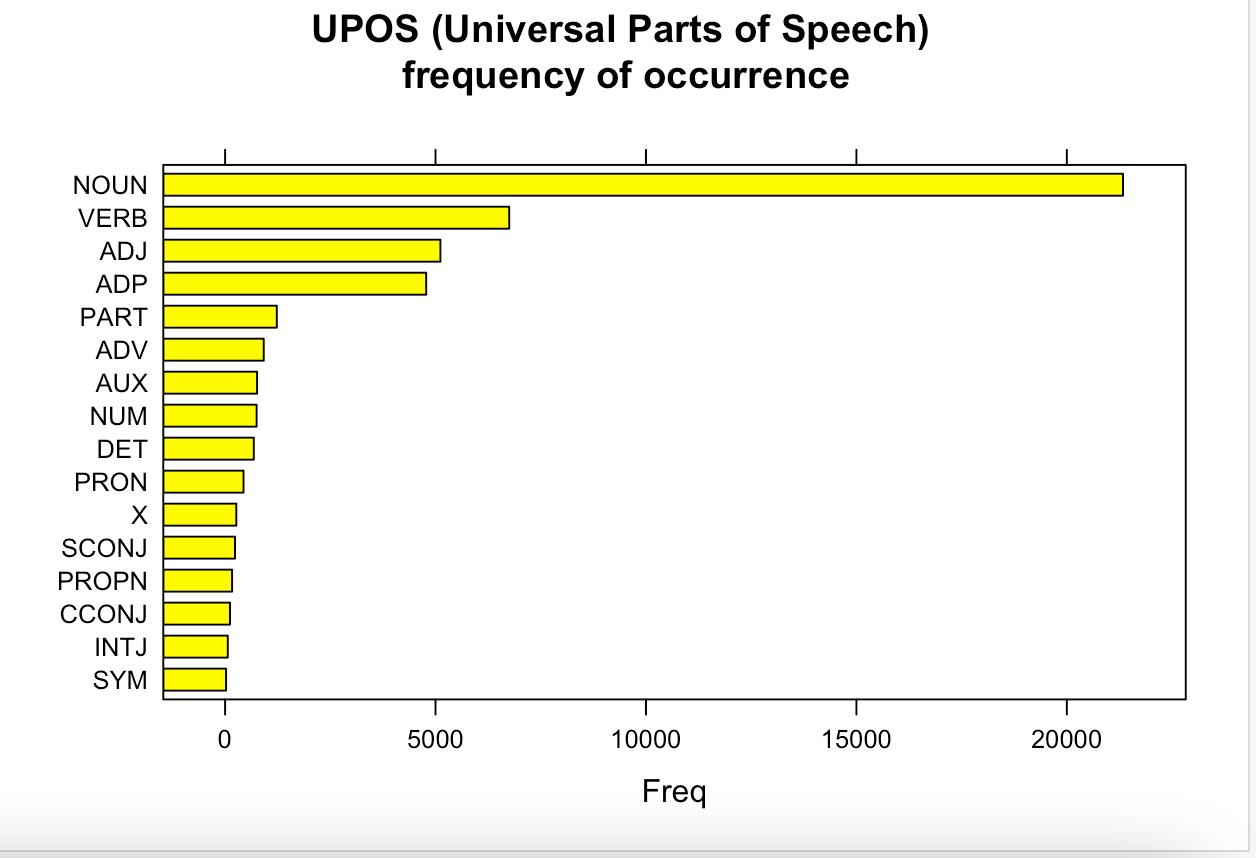 UPOS (Universal Parts of Speech)
frequency of occurrence
NOUN
VERB
ADJ
ADP
PART
ADV
AUX
NUM
DET
PRON
X
SCONJ
PROPN
CCONJ
INTJ
SYM
0 5000 10000 15000 20000
Freq